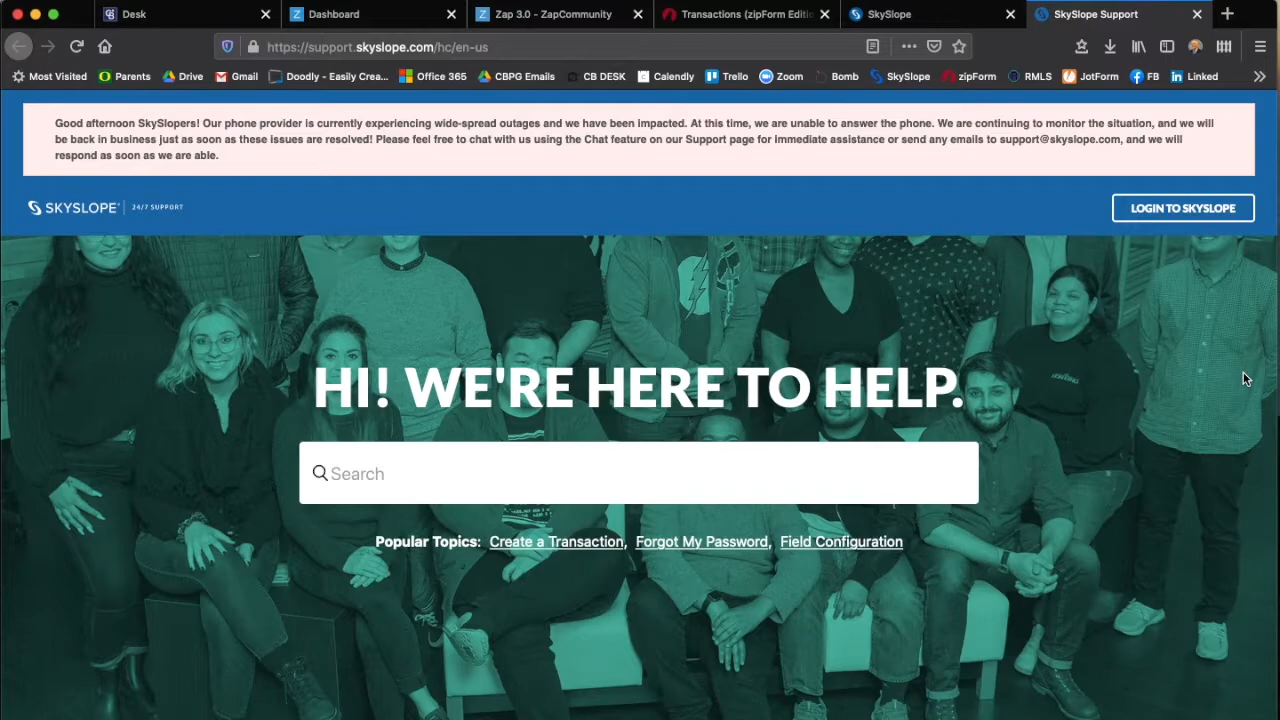 Desk
Dashboard
Zap 3.0 - ZapCommunity
Transactions (zipForm Editi
SkySlope
SkySlope Support
https://support.skyslope.com/hc/en-us
Most Visited
Parents
Drive
Gmail
Doodly - Easily Crea...
Office 365
CBPG Emails
CB DESK
Calendly
Trello
Zoom
Bomb
SkySlope
zipForm
RMLS
JotForm
FB
Linked
Good afternoon SkySlopers! Our phone provider is currently experiencing wide-spread outages and we have been impacted. At this time, we are unable to answer the phone. We are continuing to monitor the situation, and we will
be back in business just as soon as these issues are resolved! Please feel free to chat with us using the Chat feature on our Support page for immediate assistance or send any emails to support@skyslope.com, and we will
respond as soon as we are able.
SKYSLOPE
24/7 SUPPORT
LOGIN TO SKYSLOPE
HI! WE'RE HERE TO HELP.
Search
Popular Topics: Create a Transaction, Forgot My Password, Field Configuration